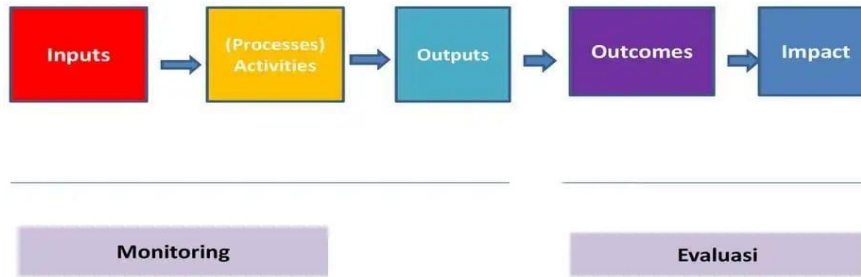 Inputs
(Processes)
Activities
Outputs
Outcomes
Impact
Monitoring
Evaluasi